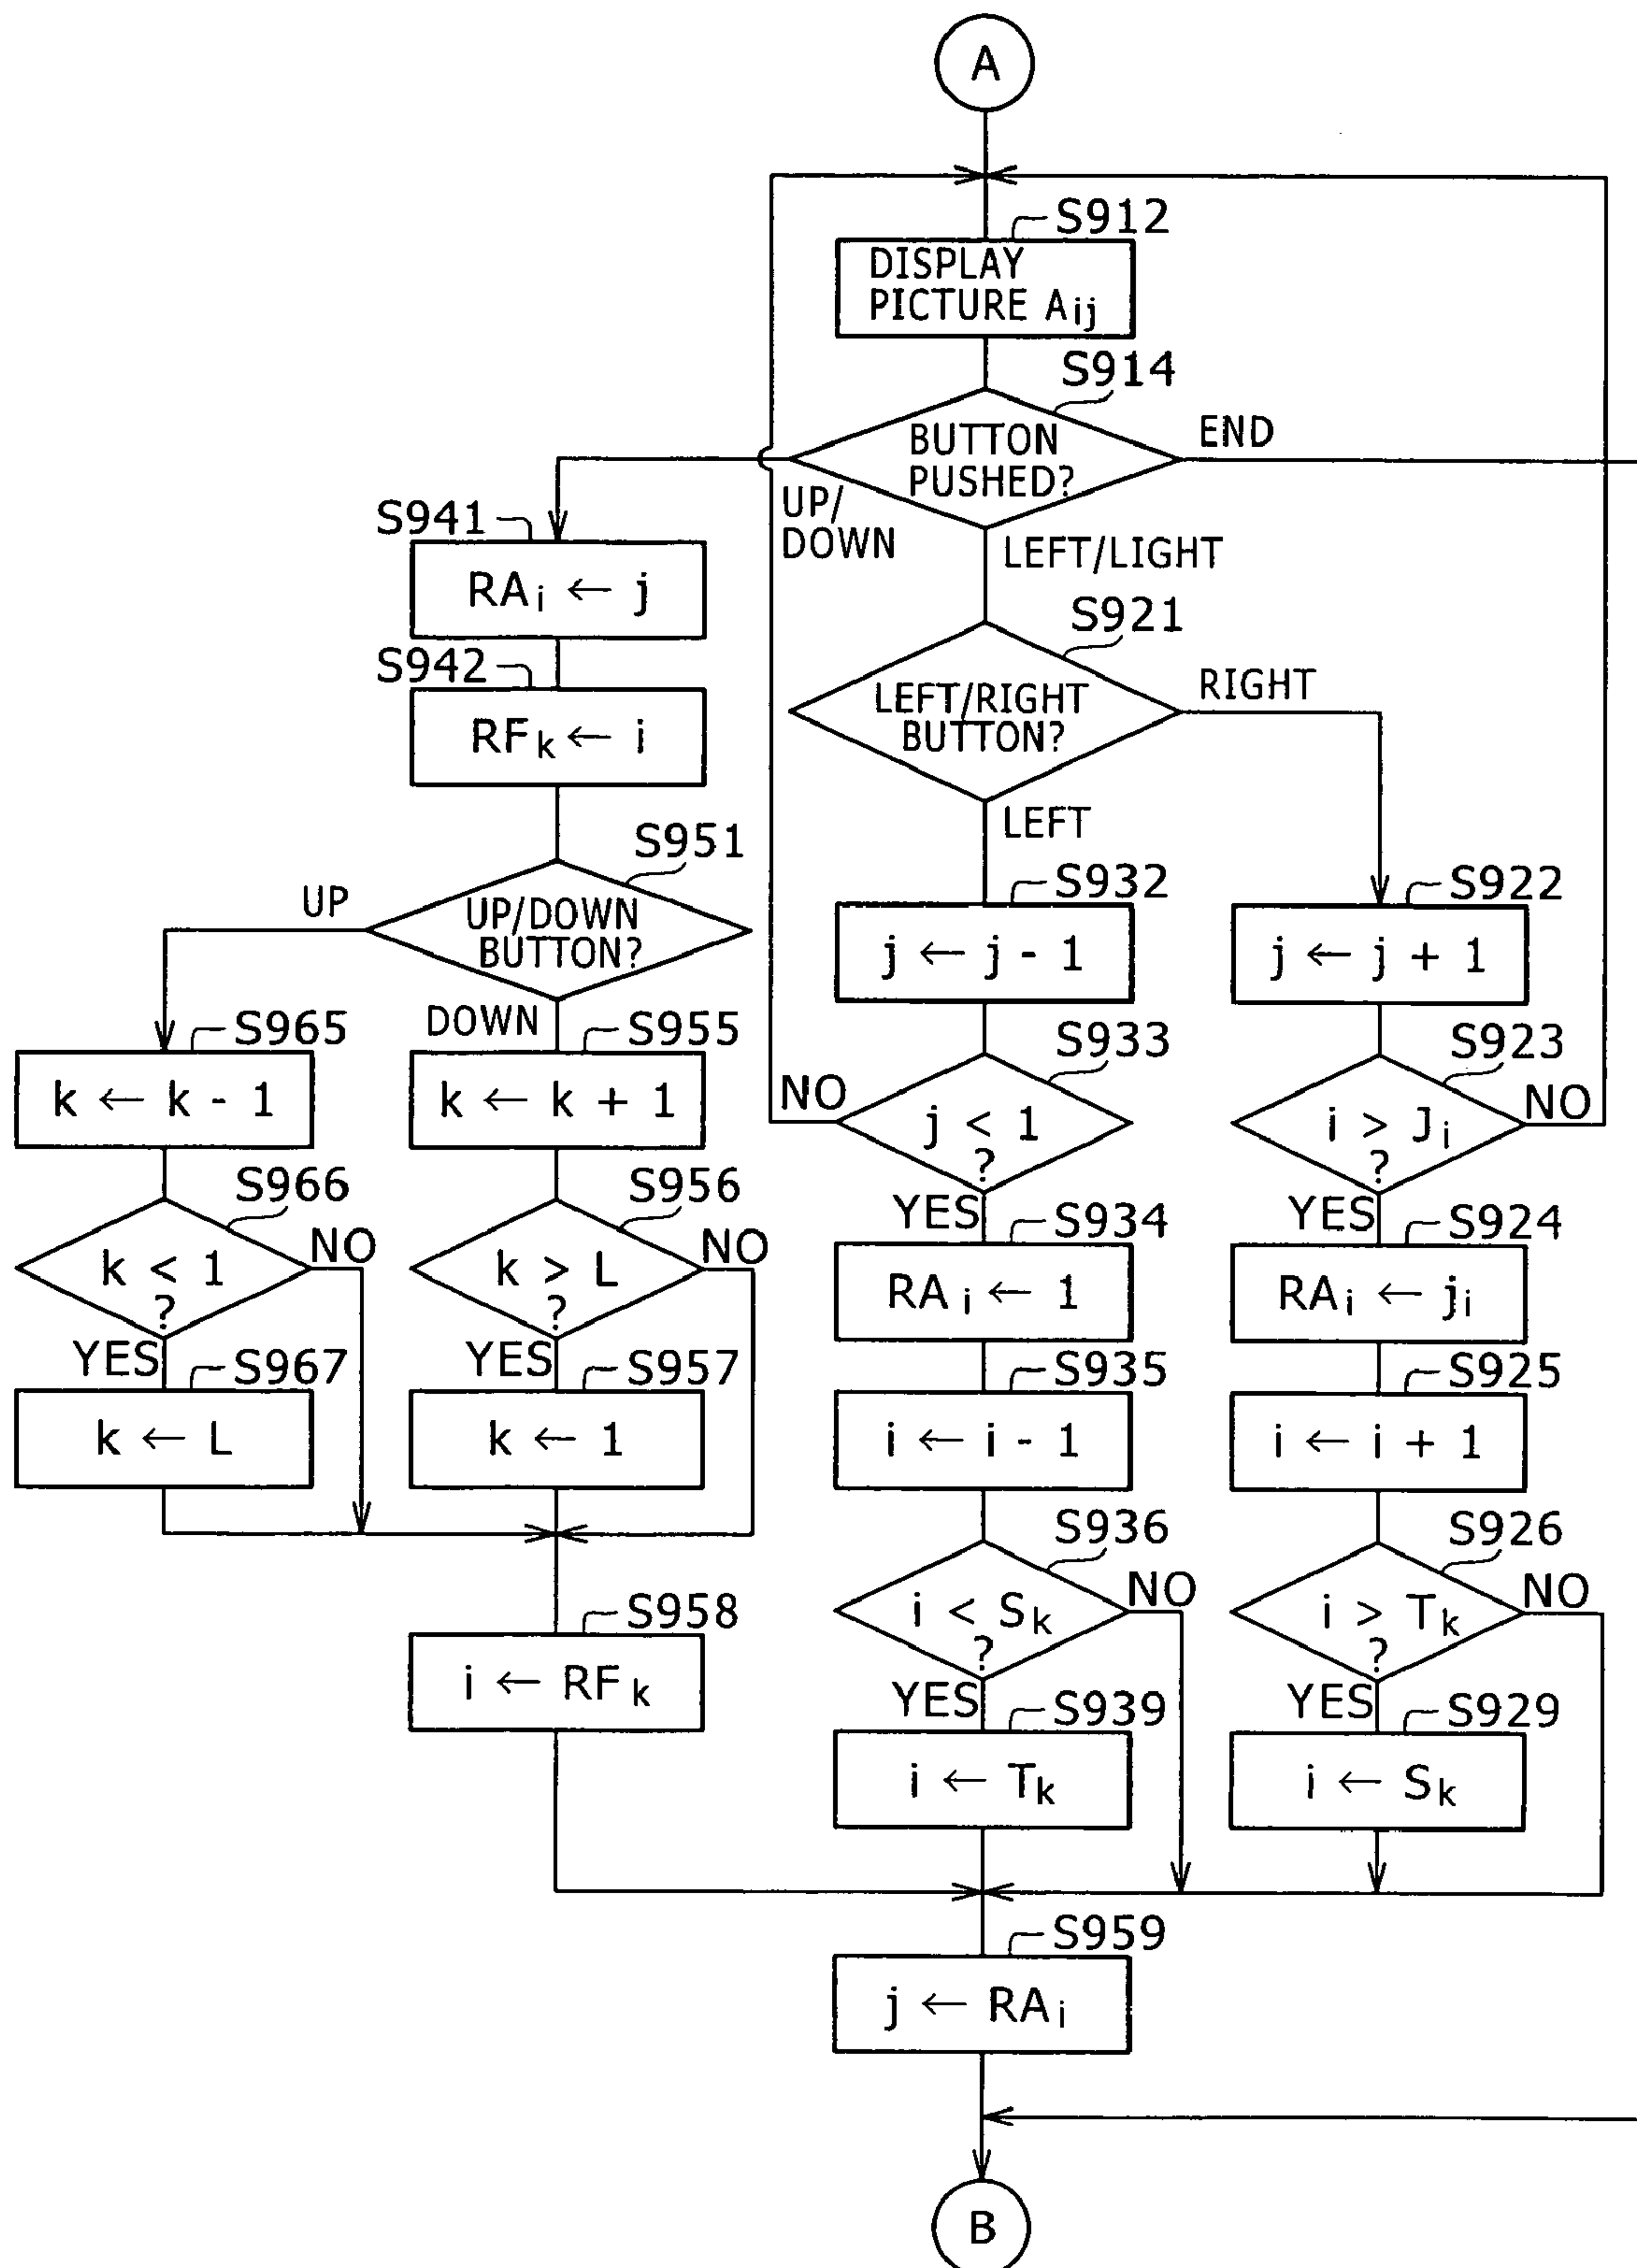 A
S912
DISPLAY
PICTURE Aij
S914
BUTTON
PUSHED?
END
UP/
DOWN
LEFT/LIGHT
S941
RAi ← j
S942
RFk ← i
S921
LEFT/RIGHT
BUTTON?
RIGHT
LEFT
S951
UP/DOWN
BUTTON?
UP
DOWN
S932
j ← j - 1
S922
j ← j + 1
S965
k ← k - 1
S955
k ← k + 1
S933
j < 1
?
NO
YES
S923
i > Ji
?
NO
YES
S966
k < 1
?
NO
YES
S956
k > L
?
NO
YES
S934
RAi ← 1
S924
RAi ← ji
S967
k ← L
S957
k ← 1
S935
i ← i - 1
S925
i ← i + 1
S936
i < Sk
?
NO
YES
S926
i > Tk
?
NO
YES
S958
i ← RFk
S939
i ← Tk
S929
i ← Sk
S959
j ← RAi
B